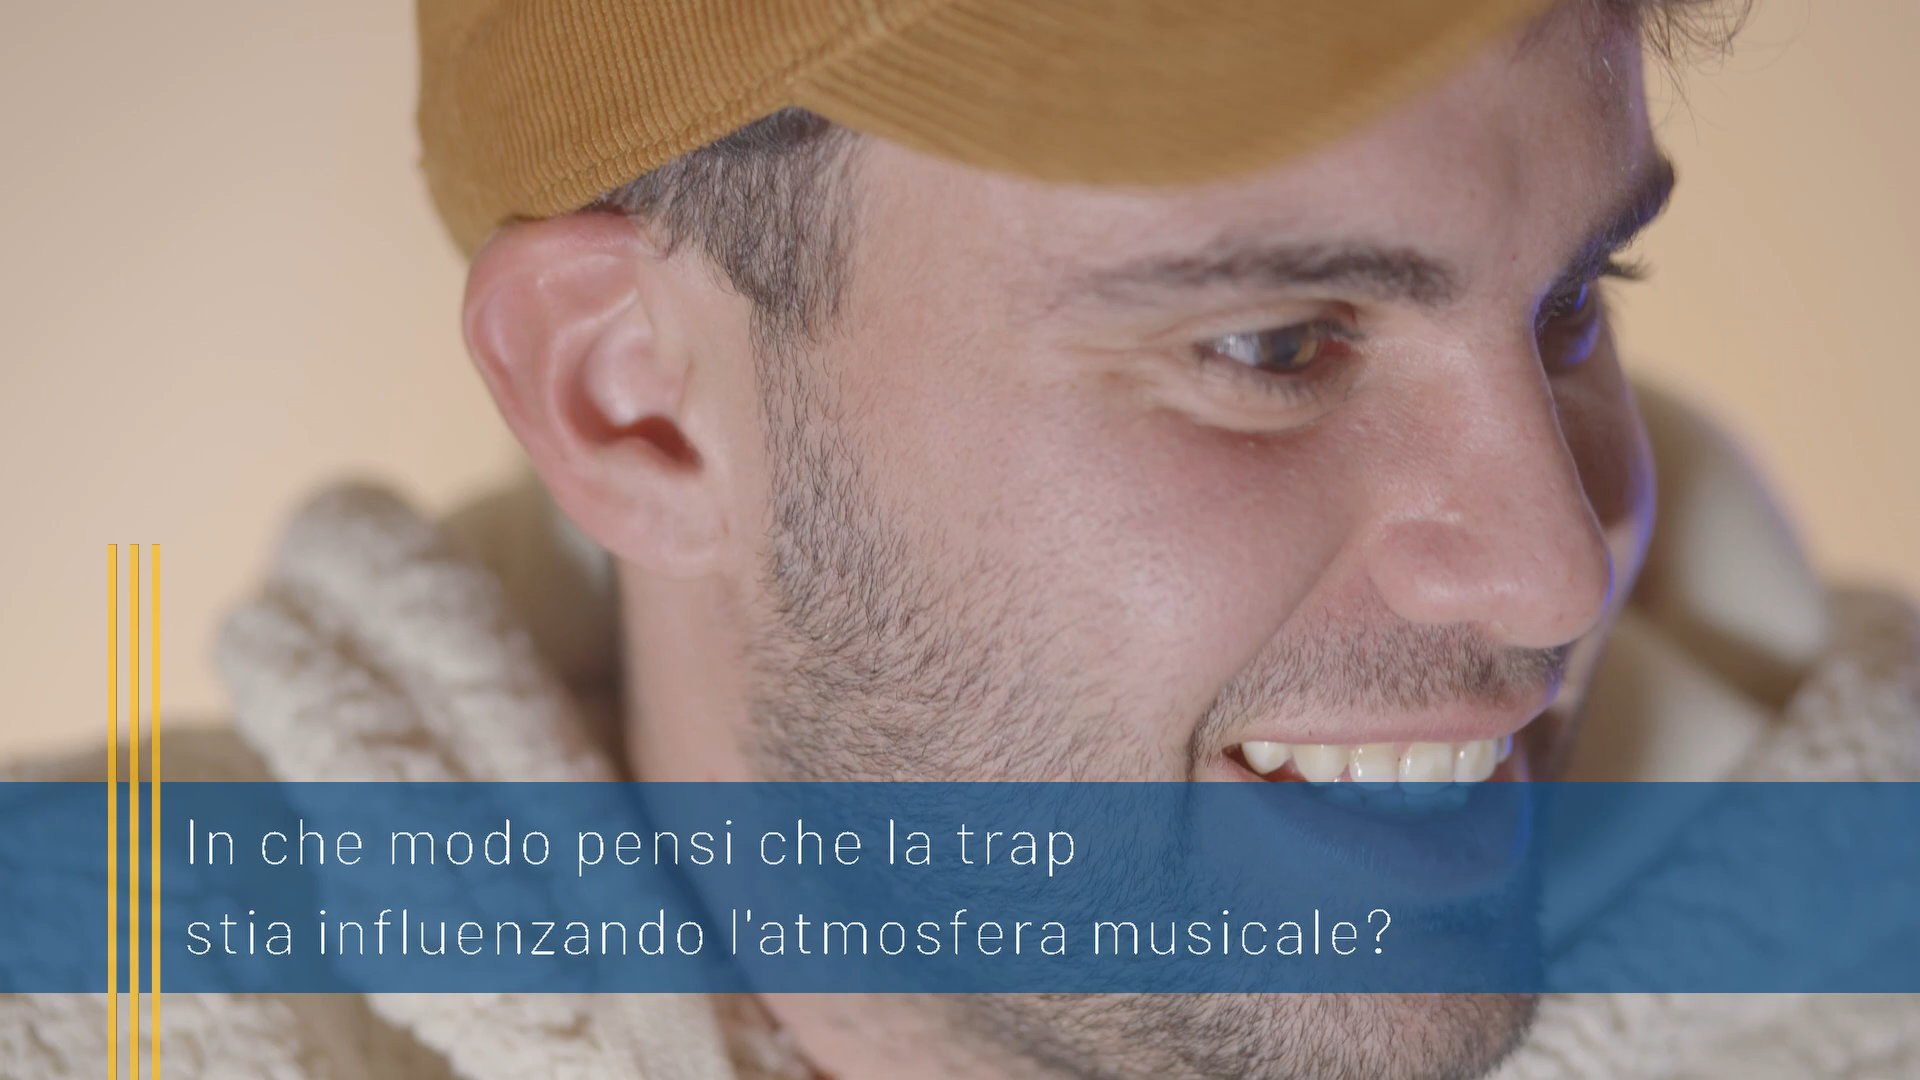 In che modo pensi che la trap
stia influenzando l'atmosfera musicale?